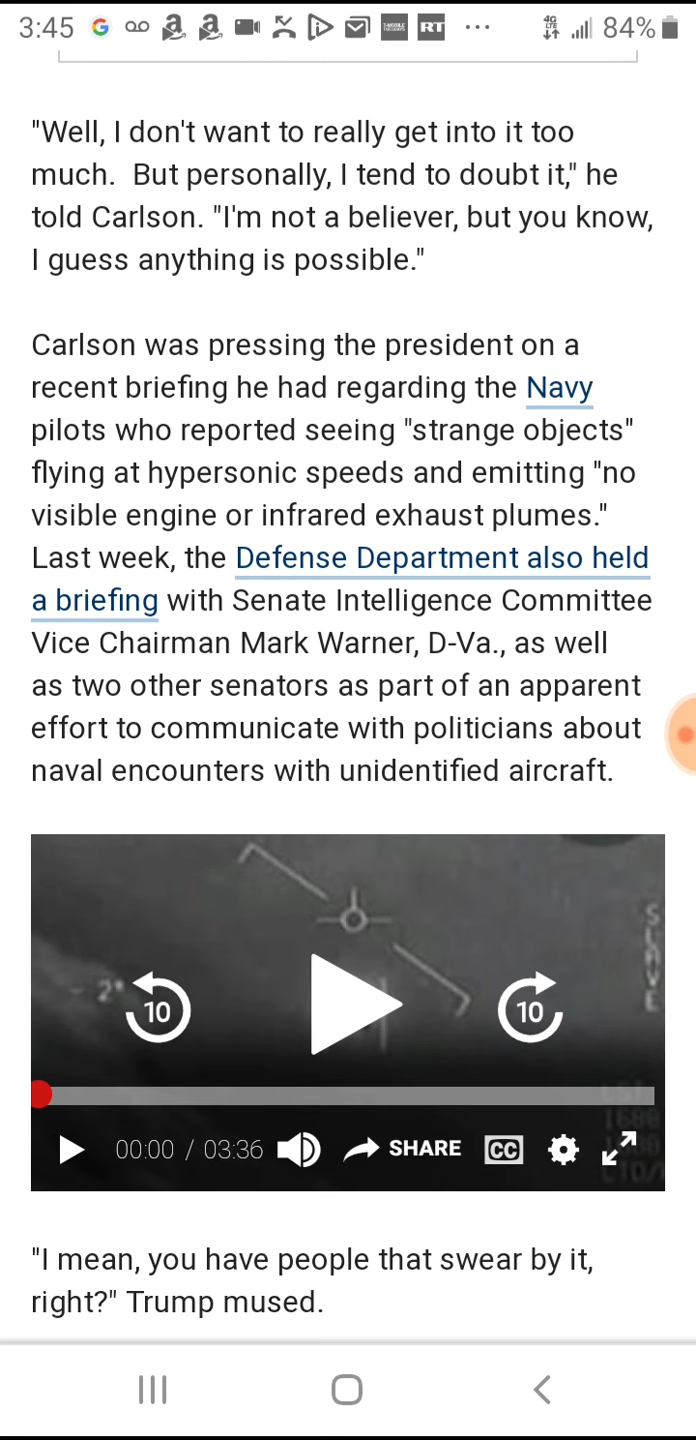 3:45 G RT ... 4G LTE 84%
"Well, I don't want to really get into it too
much.  But personally, I tend to doubt it," he
told Carlson. "I'm not a believer, but you know,
I guess anything is possible."
Carlson was pressing the president on a
recent briefing he had regarding the Navy
pilots who reported seeing "strange objects"
flying at hypersonic speeds and emitting "no
visible engine or infrared exhaust plumes."
Last week, the Defense Department also held
a briefing with Senate Intelligence Committee
Vice Chairman Mark Warner, D-Va., as well
as two other senators as part of an apparent
effort to communicate with politicians about
naval encounters with unidentified aircraft.
SLAVE
2°
10 10
00:00 / 03:36 SHARE CC
"I mean, you have people that swear by it,
right?" Trump mused.